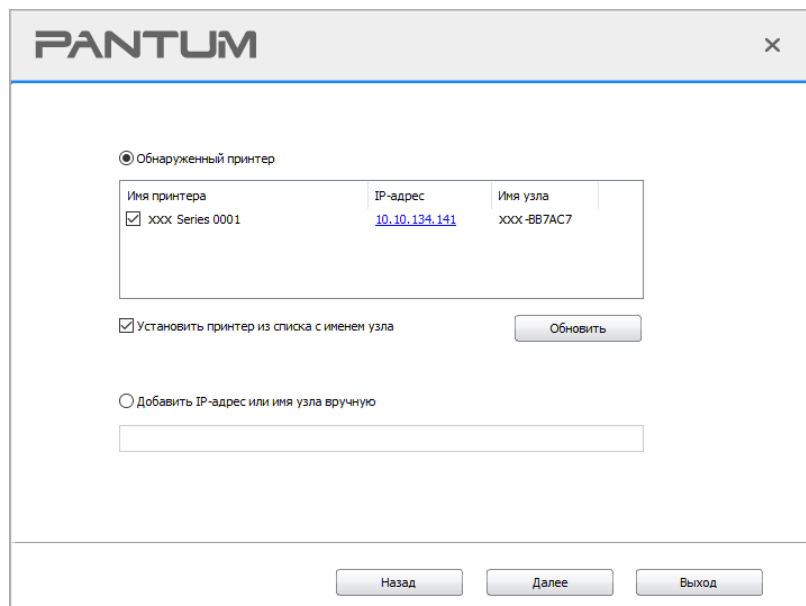 PANTUM
Обнаруженный принтер
Имя принтера IP-адрес Имя узла
XXX Series 0001 10.10.134.141 XXX-BB7AC7
Установить принтер из списка с именем узла
Обновить
Добавить IP-адрес или имя узла вручную
Назад Далее Выход